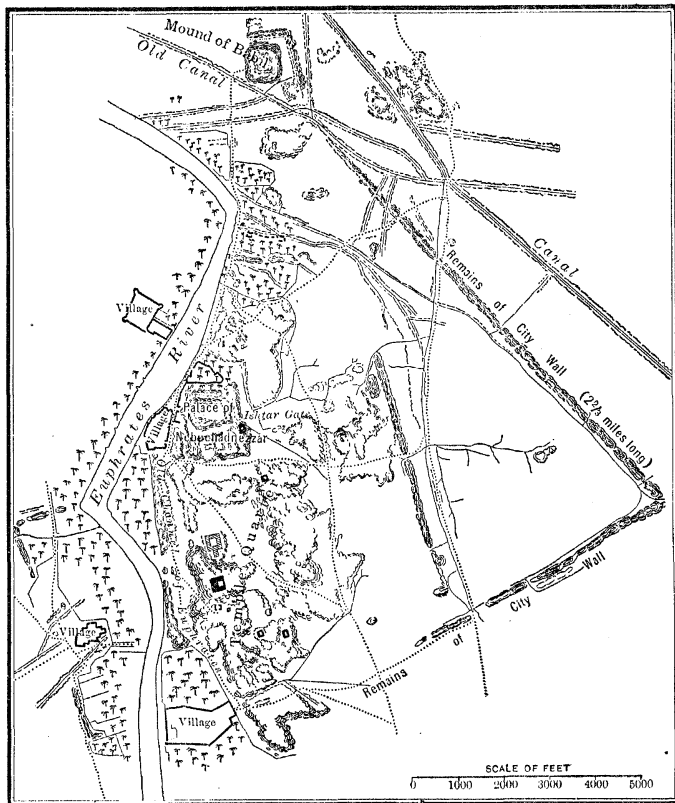 Mound of Babil
Old Canal
Canal
Remains of City Wall (2⅔ miles long)
Village
Euphrates River
Palace of
Nebuchadnezzar
Ishtar Gate
Village
Temple Quarter
Village
Village
Remains of City Wall
SCALE OF FEET
0 1000 2000 3000 4000 5000